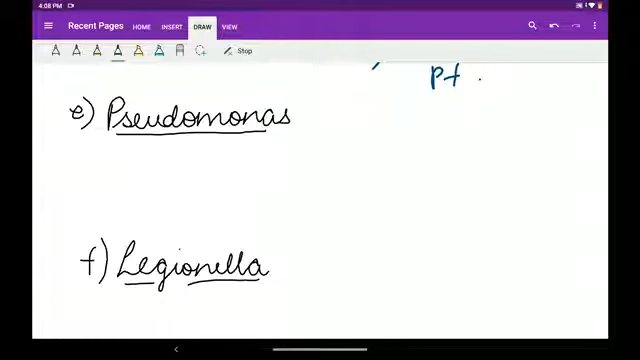 4:08 PM
Recent Pages HOME INSERT DRAW VIEW
Stop
pt .
e) Pseudomonas
f) Legionella